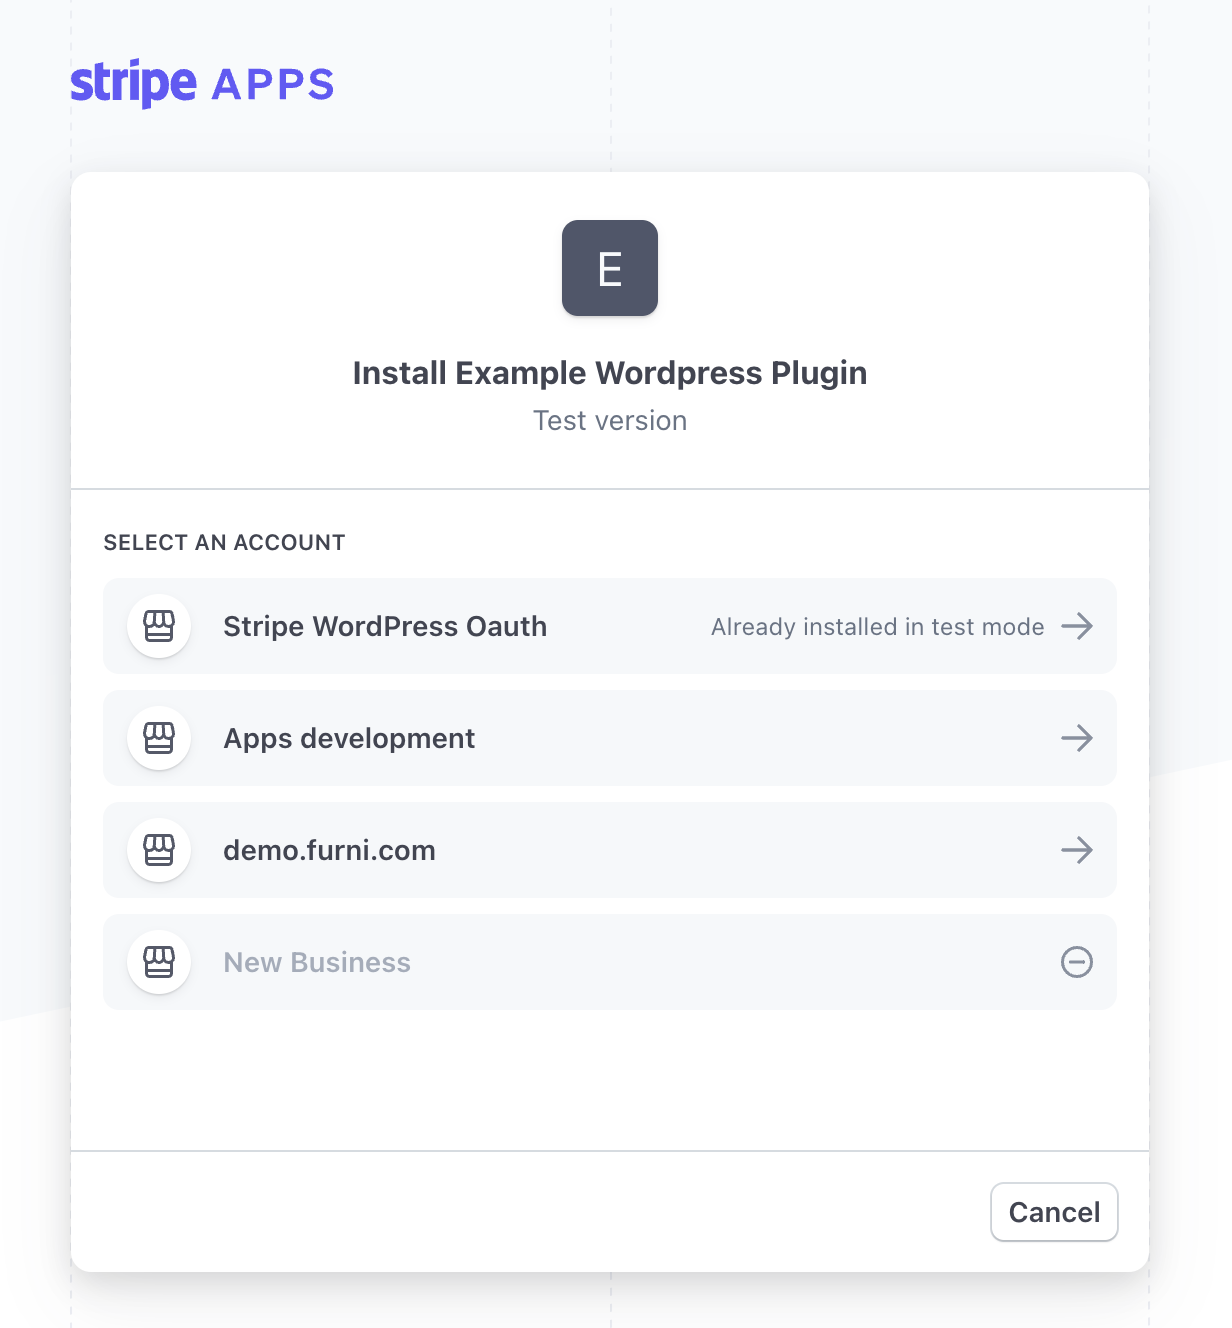 stripe APPS
E
Install Example Wordpress Plugin
Test version
SELECT AN ACCOUNT
Stripe WordPress Oauth Already installed in test mode
Apps development
demo.furni.com
New Business
Cancel